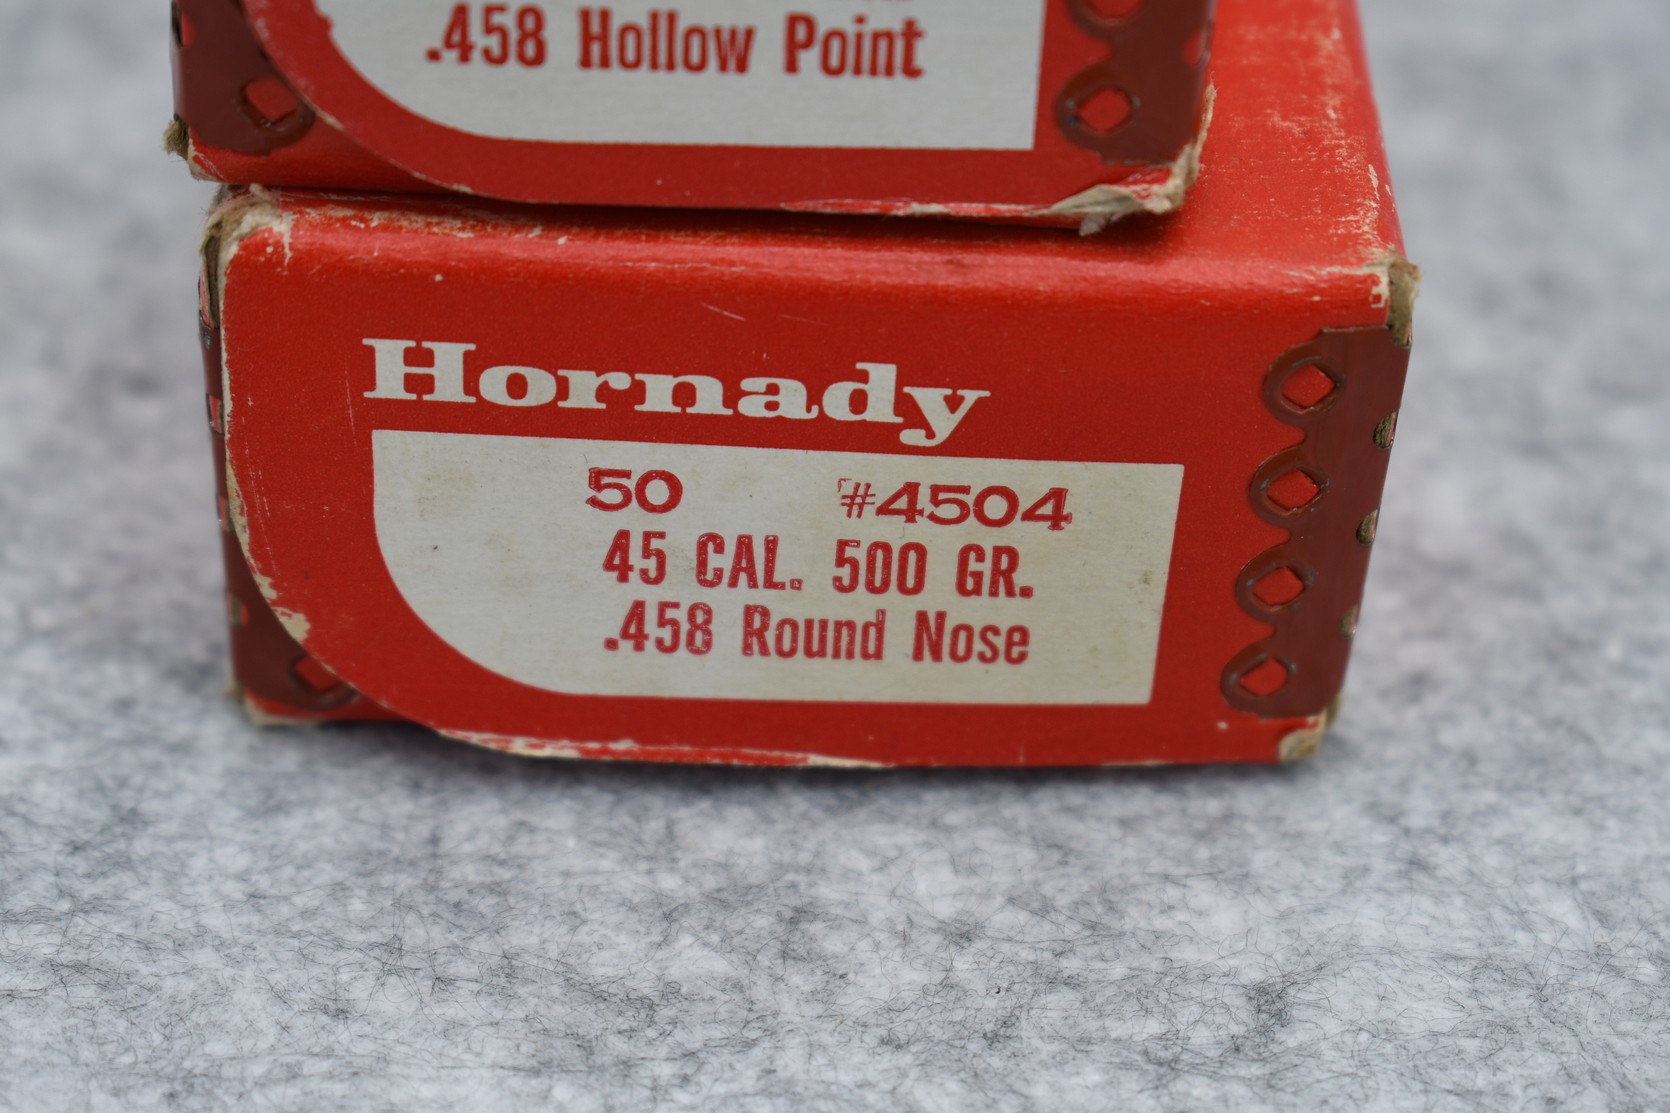 .458 Hollow Point
Hornady
50 #4504
45 CAL. 500 GR.
.458 Round Nose